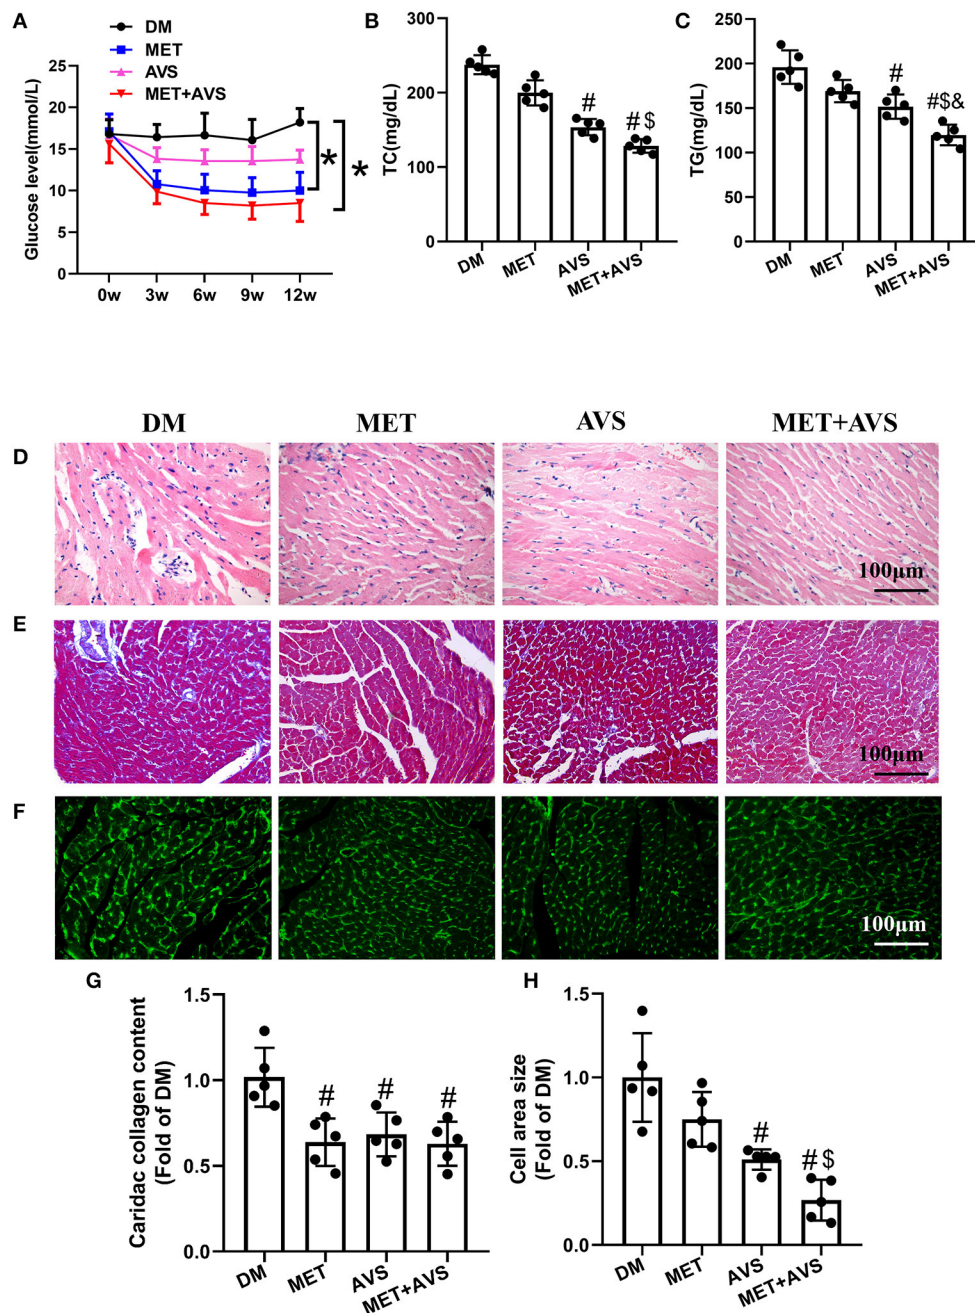 A
DM
MET
AVS
MET+AVS
Glucose level(mmol/L)
25
20
15
10
5
0
0w 3w 6w 9w 12w
*
*
B
TC(mg/dL)
300
200
100
0
#
# $
DM MET AVS MET+AVS
C
TG(mg/dL)
250
200
150
100
50
0
#
#$&
DM MET AVS MET+AVS
DM MET AVS MET+AVS
D
100μm
E
100μm
F
100μm
G
Caridac collagen content
(Fold of DM)
1.5
1.0
0.5
0.0
# # #
DM MET AVS MET+AVS
H
Cell area size
(Fold of DM)
1.5
1.0
0.5
0.0
#
# $
DM MET AVS MET+AVS